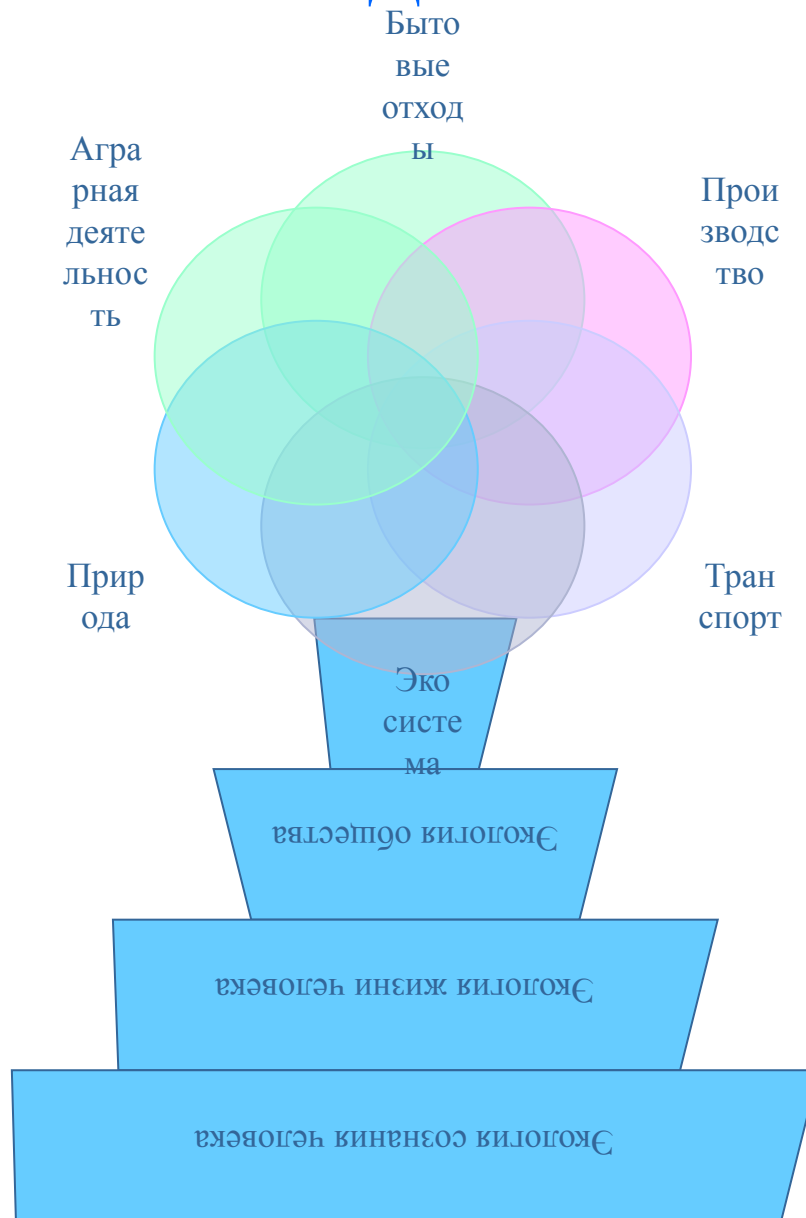 Быто
вые
отход
ы
Агра
рная
деяте
льнос
ть
Прои
зводс
тво
Прир
ода
Тран
спорт
Эко
систе
ма
Экология общества
Экология жизни человека
Экология сознания человека